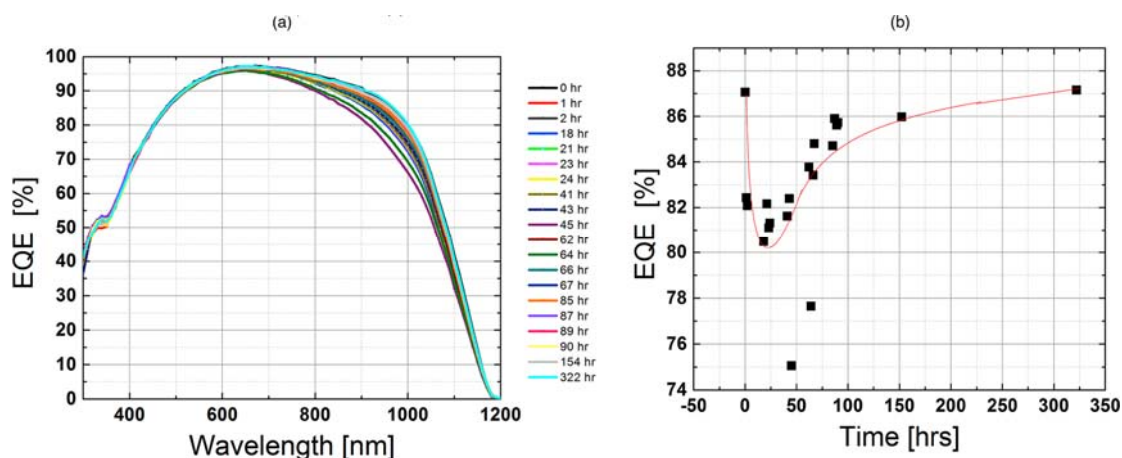 (a)
EQE [%]
100
90
80
70
60
50
40
30
20
10
0
400
600
800
1000
1200
Wavelength [nm]
0 hr
1 hr
2 hr
18 hr
21 hr
23 hr
24 hr
41 hr
43 hr
45 hr
62 hr
64 hr
66 hr
67 hr
85 hr
87 hr
89 hr
90 hr
154 hr
322 hr
(b)
EQE [%]
88
86
84
82
80
78
76
74
-50
0
50
100
150
200
250
300
350
Time [hrs]